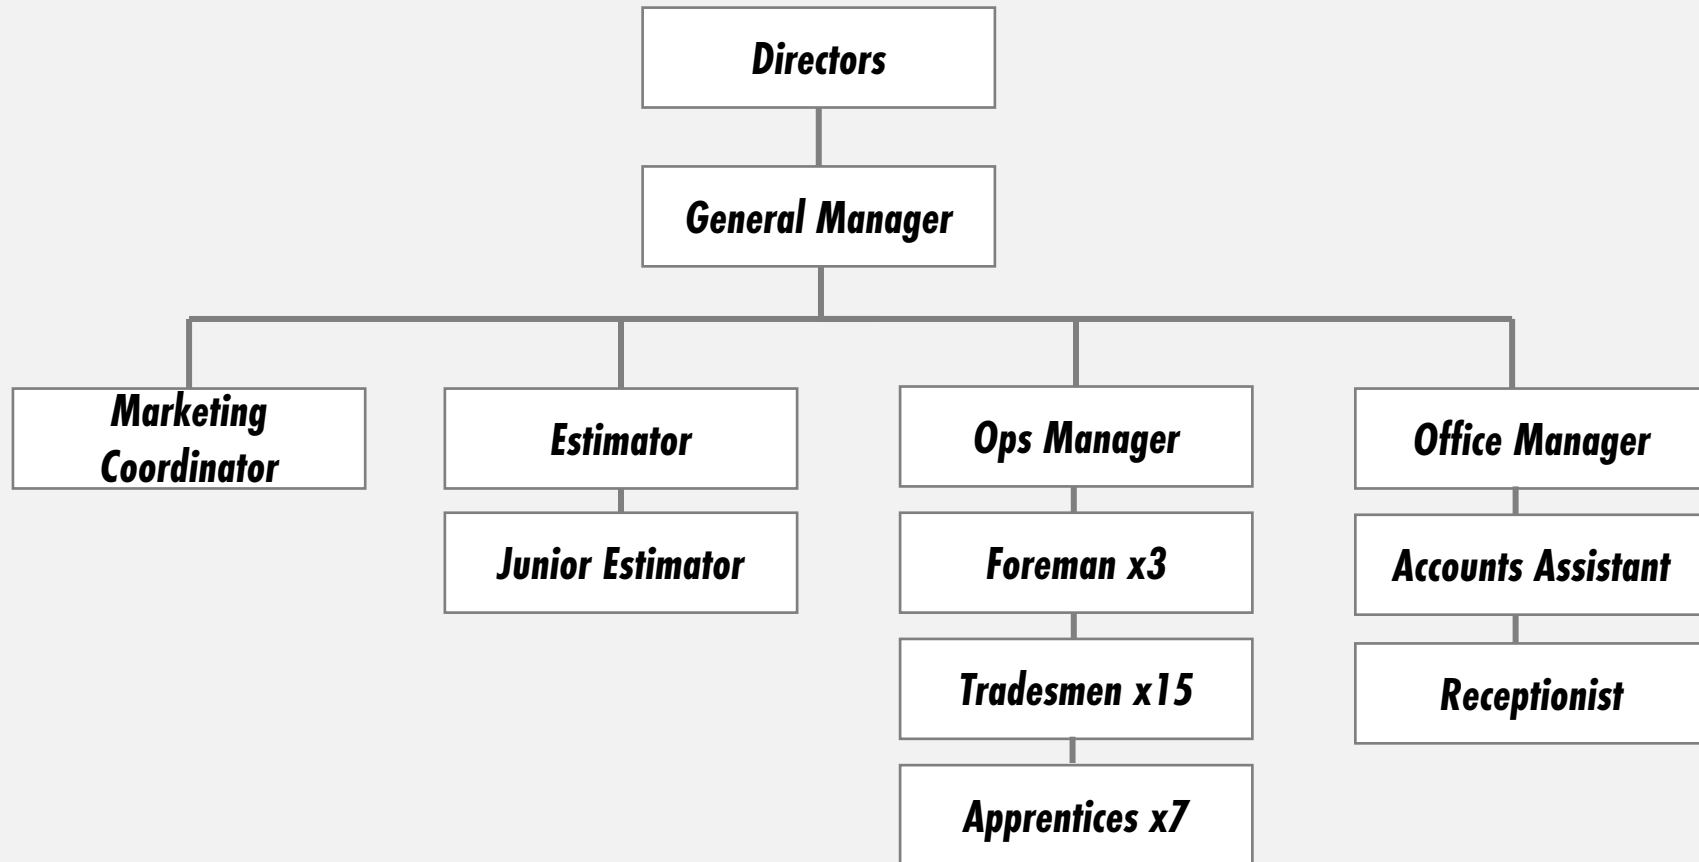 Directors
General Manager
Marketing
Coordinator
Estimator
Ops Manager
Office Manager
Junior Estimator
Foreman x3
Accounts Assistant
Tradesmen x15
Receptionist
Apprentices x7